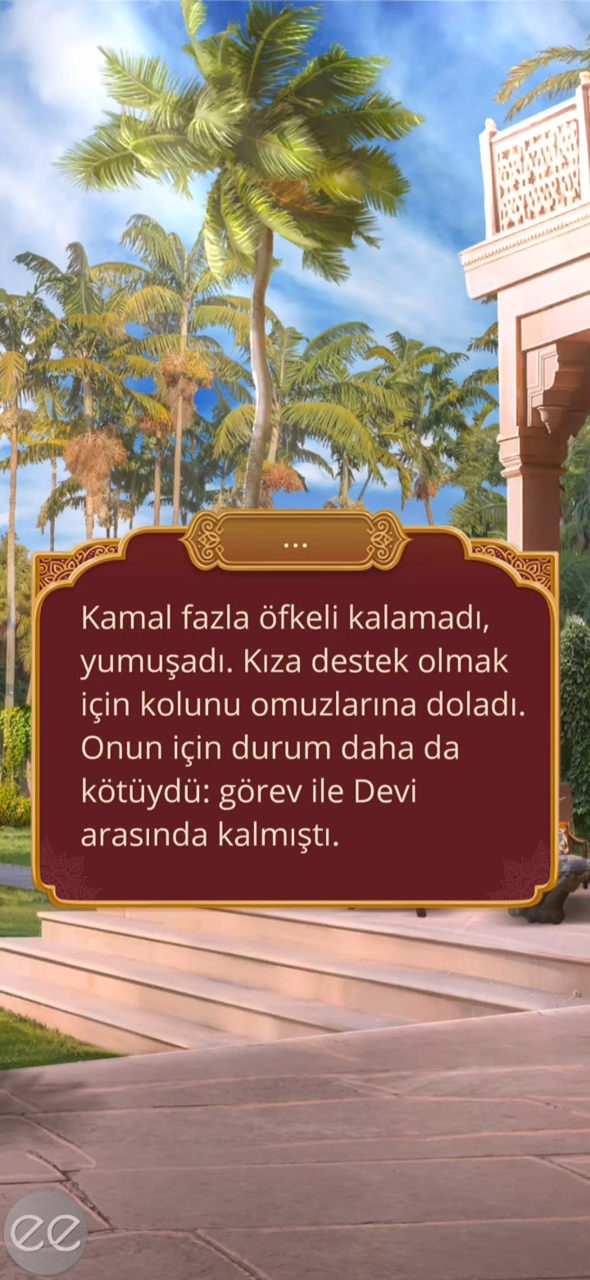 ...
Kamal fazla öfkeli kalamadı,
yumuşadı. Kıza destek olmak
için kolunu omuzlarına doladı.
Onun için durum daha da
kötüydü: görev ile Devi
arasında kalmıştı.
ee